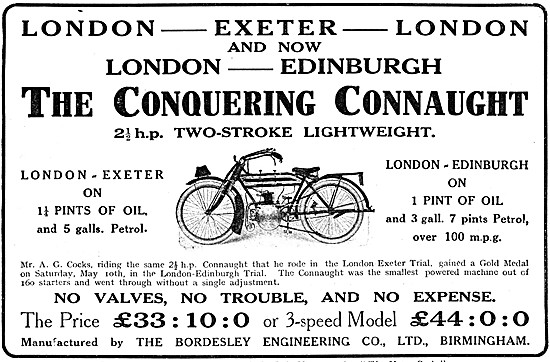 LONDON — EXETER — LONDON
AND NOW
LONDON — EDINBURGH
THE CONQUERING CONNAUGHT
2½ h.p. TWO-STROKE LIGHTWEIGHT.
LONDON - EXETER
ON
1¼ PINTS OF OIL,
and 5 galls. Petrol.
LONDON - EDINBURGH
ON
1 PINT OF OIL
and 3 gall. 7 pints Petrol,
over 100 m.p.g.
Mr. A. G. Cocks, riding the same 2½ h.p. Connaught that he rode in the London Exeter Trial, gained a Gold Medal
on Saturday, May 10th, in the London-Edinburgh Trial. The Connaught was the smallest powered machine out of
160 starters and went through without a single adjustment.
NO VALVES, NO TROUBLE, AND NO EXPENSE.
The Price £33:10:0 or 3-speed Model £44:0:0
Manufactured by THE BORDESLEY ENGINEERING CO., LTD., BIRMINGHAM.